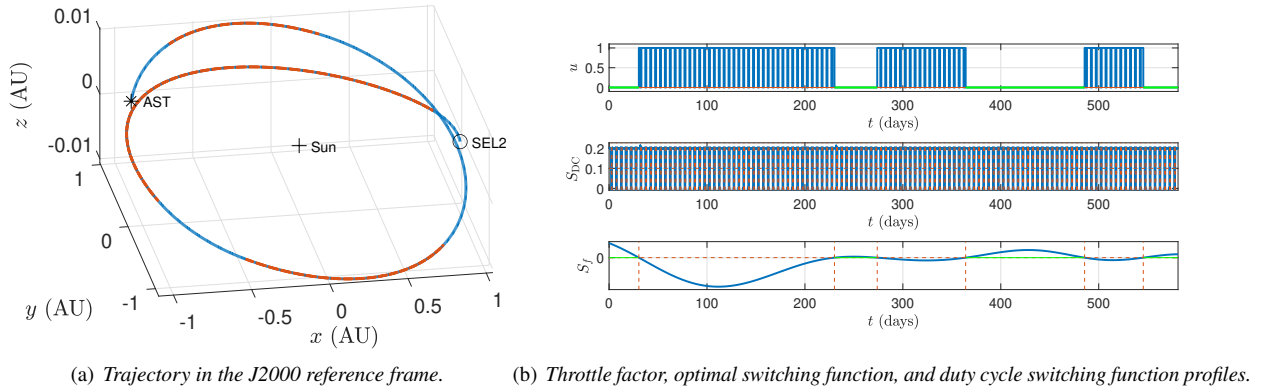 0.01
0
-0.01
z (AU)
1
0
-1
y (AU)
-1
-0.5
0
0.5
1
x (AU)
AST
Sun
SEL2
(a) Trajectory in the J2000 reference frame.
1
0.5
0
u
0 100 200 300 400 500
t (days)
0.2
0.1
0
S_DC
0 100 200 300 400 500
t (days)
0
S_f
0 100 200 300 400 500
t (days)
(b) Throttle factor, optimal switching function, and duty cycle switching function profiles.